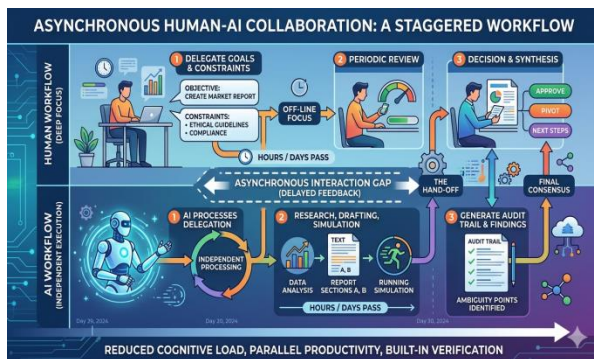 ASYNCHRONOUS HUMAN-AI COLLABORATION: A STAGGERED WORKFLOW
HUMAN WORKFLOW
(DEEP FOCUS)
1 DELEGATE GOALS
& CONSTRAINTS
OBJECTIVE:
CREATE MARKET REPORT
CONSTRAINTS:
• ETHICAL GUIDELINES
• COMPLIANCE
HOURS / DAYS PASS
OFF-LINE
FOCUS
2 PERIODIC REVIEW
3 DECISION & SYNTHESIS
APPROVE
PIVOT
NEXT STEPS
ASYNCHRONOUS INTERACTION GAP
(DELAYED FEEDBACK)
THE
HAND-OFF
FINAL
CONSENSUS
AI WORKFLOW
(INDEPENDENT EXECUTION)
1 AI PROCESSES
DELEGATION
INDEPENDENT
PROCESSING
2 RESEARCH, DRAFTING,
SIMULATION
DATA
ANALYSIS
TEXT
A, B
REPORT
SECTIONS A, B
RUNNING
SIMULATION
HOURS / DAYS PASS
3 GENERATE AUDIT
TRAIL & FINDINGS
AUDIT TRAIL
AMBIGUITY POINTS
IDENTIFIED
Day 30, 2024
REDUCED COGNITIVE LOAD, PARALLEL PRODUCTIVITY, BUILT-IN VERIFICATION